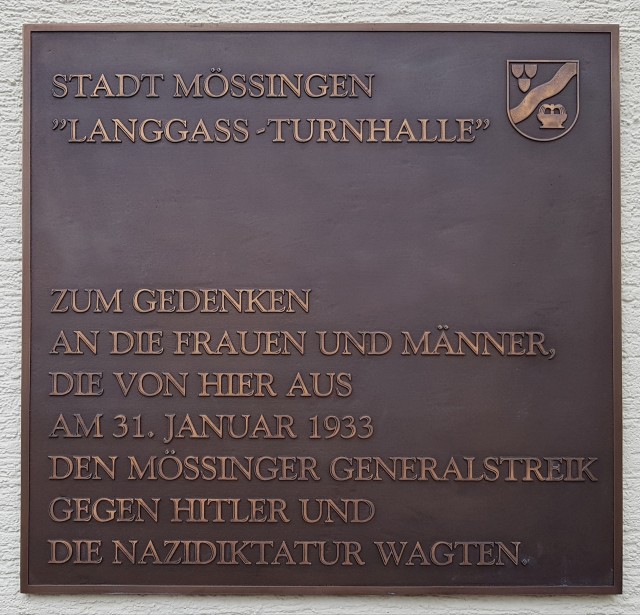 STADT MÖSSINGEN
"LANGGASS-TURNHALLE"
ZUM GEDENKEN
AN DIE FRAUEN UND MÄNNER,
DIE VON HIER AUS
AM 31. JANUAR 1933
DEN MÖSSINGER GENERALSTREIK
GEGEN HITLER UND
DIE NAZIDIKTATUR WAGTEN.